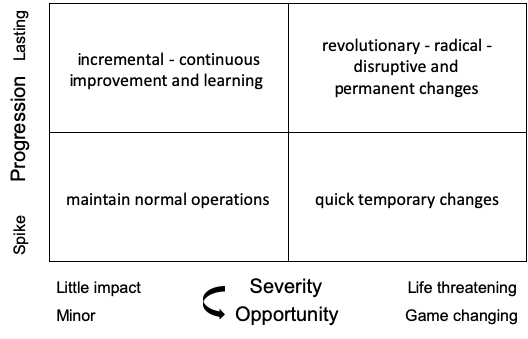 Lasting
Progression
Spike
incremental - continuous
improvement and learning
revolutionary - radical -
disruptive and
permanent changes
maintain normal operations
quick temporary changes
Little impact
Severity
Life threatening
Minor
Opportunity
Game changing